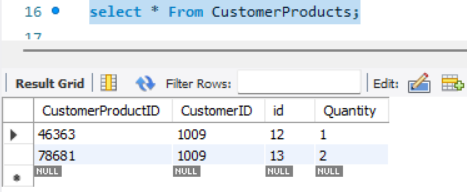 16 select * From CustomerProducts;
17
Result Grid Filter Rows: Edit:
CustomerProductID CustomerID id Quantity
46363 1009 12 1
78681 1009 13 2
NULL NULL NULL NULL